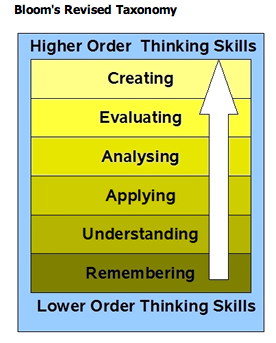 Bloom's Revised Taxonomy
Higher Order Thinking Skills
Creating
Evaluating
Analysing
Applying
Understanding
Remembering
Lower Order Thinking Skills